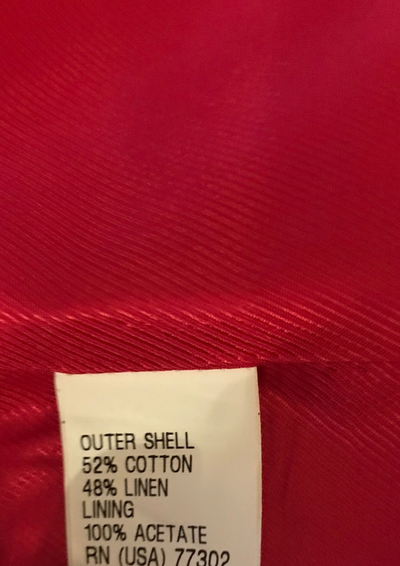 OUTER SHELL
52% COTTON
48% LINEN
LINING
100% ACETATE
RN (USA) 77302